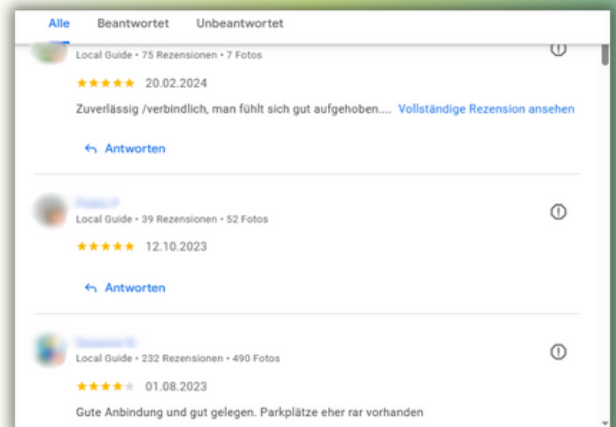 Alle Beantwortet Unbeantwortet
Local Guide • 75 Rezensionen • 7 Fotos
20.02.2024
Zuverlässig /verbindlich, man fühlt sich gut aufgehoben.... Vollständige Rezension ansehen
Antworten
Local Guide • 39 Rezensionen • 52 Fotos
12.10.2023
Antworten
Local Guide • 232 Rezensionen • 490 Fotos
01.08.2023
Gute Anbindung und gut gelegen. Parkplätze eher rar vorhanden